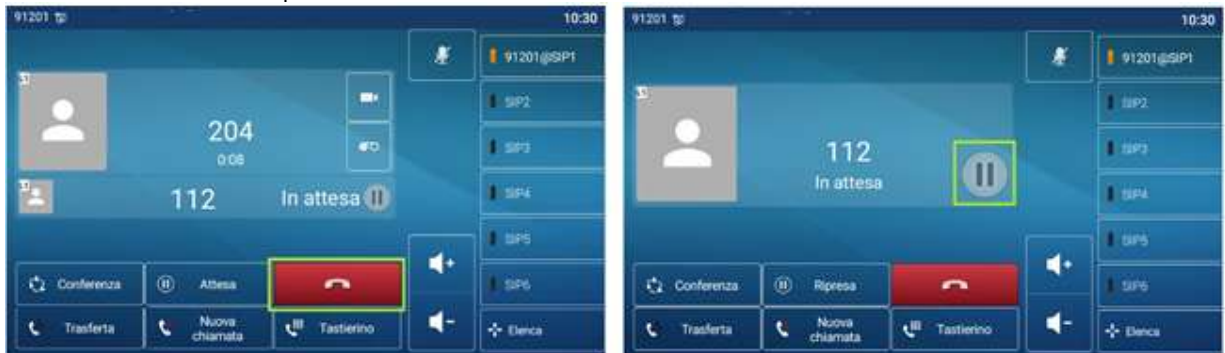 91201 10:30
91201@SIP1
SIP2
204
0:08
SIP3
112 In attesa
SIP4
SIP5
Conferenza Attesa
SIP6
Trasferta Nuova chiamata Tastierino
Elenca
91201 10:30
91201@SIP1
SIP2
112
SIP3
In attesa
SIP4
SIP5
Conferenza Ripresa
SIP6
Trasferta Nuova chiamata Tastierino
Elenca